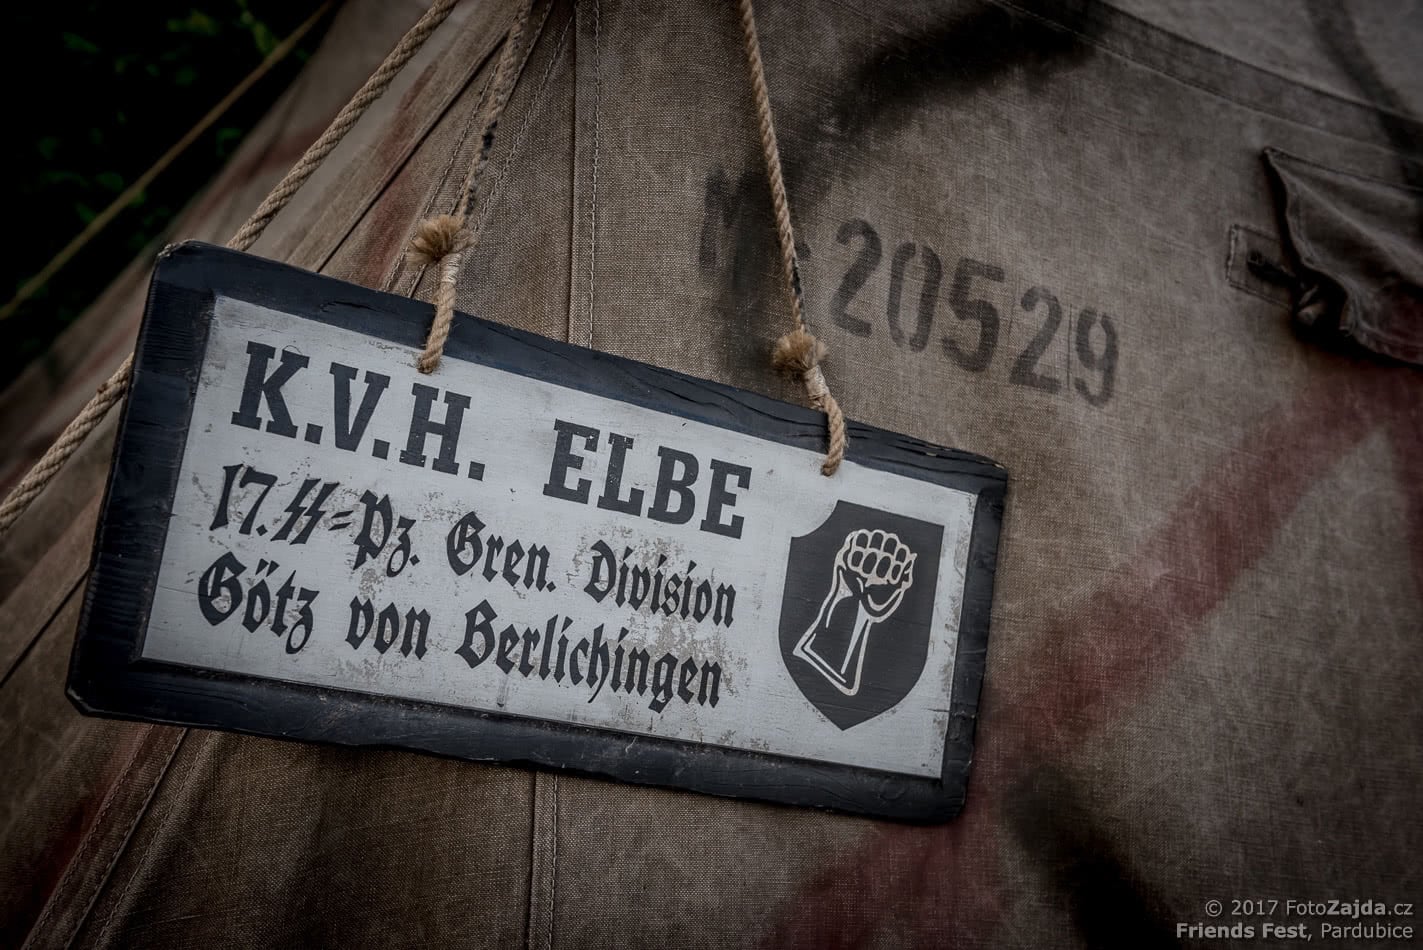 M-20529
K.V.H. ELBE
17. SS-Pz. Gren. Division
Götz von Berlichingen
© 2017 FotoZajda.cz
Friends Fest, Pardubice